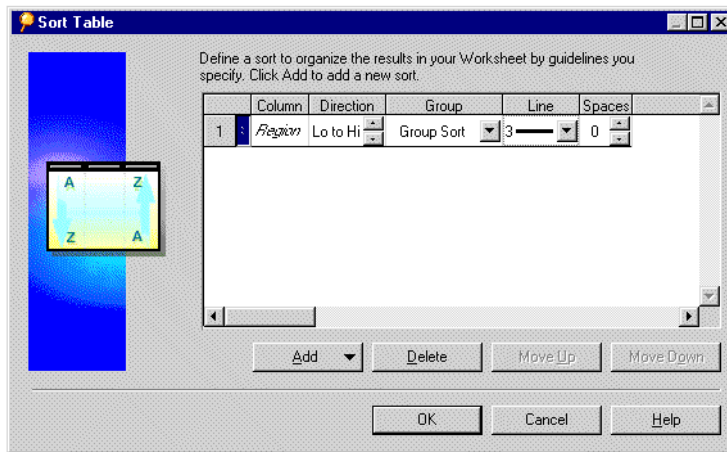 Sort Table
Define a sort to organize the results in your Worksheet by guidelines you
specify. Click Add to add a new sort.
Column Direction Group Line Spaces
1 Region Lo to Hi Group Sort 3 0
A Z
Z A
Add Delete Move Up Move Down
OK Cancel Help